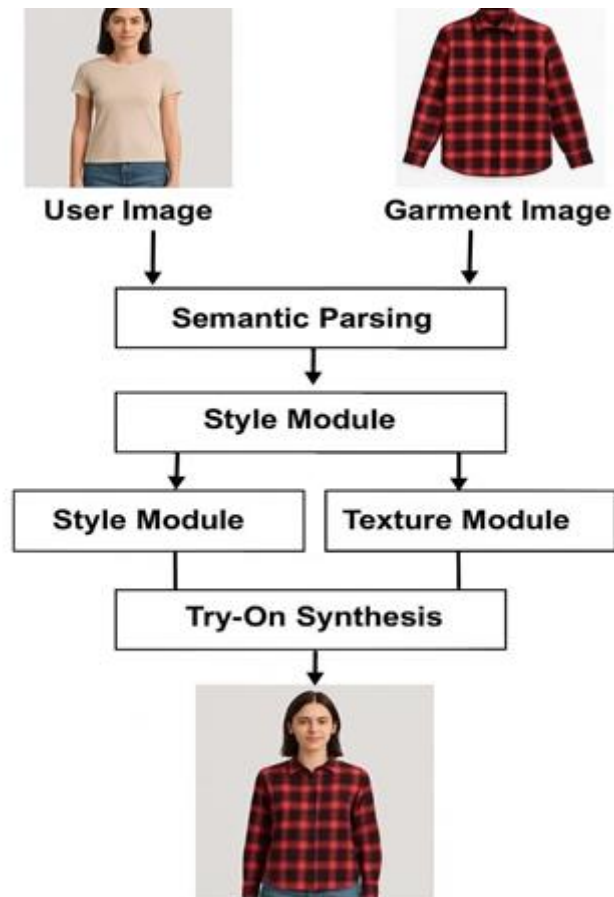 User Image
Garment Image
Semantic Parsing
Style Module
Style Module
Texture Module
Try-On Synthesis